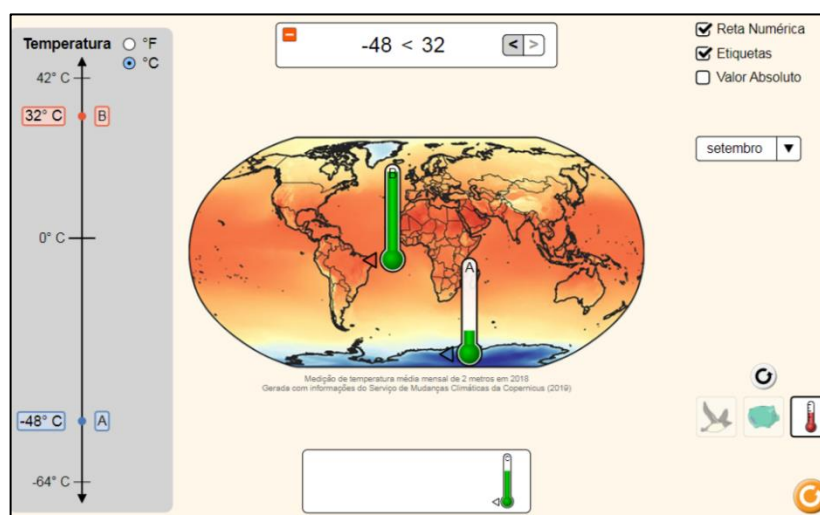 Temperatura
°F
°C
42° C
32° C
B
0° C
-48° C
A
-64° C
-48 < 32
< >
Reta Numérica
Etiquetas
Valor Absoluto
setembro
A
Medição de temperatura média mensal de 2 metros em 2018
Gerada com informações do Serviço de Mudanças Climáticas da Copernicus (2019)
C